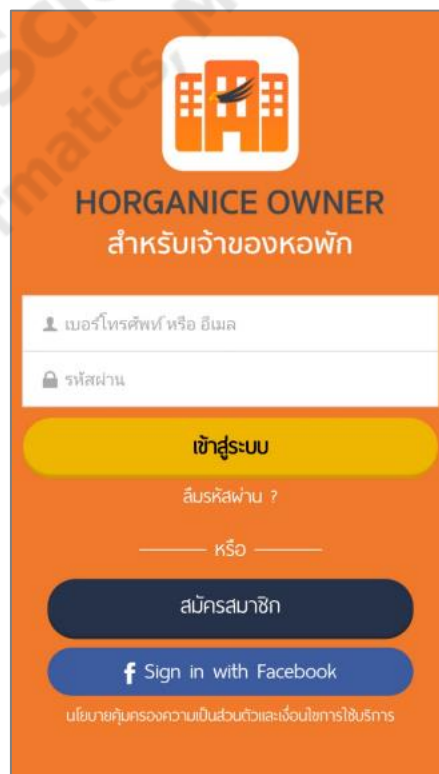 HORGANICE OWNER
สำหรับเจ้าของหอพัก
เบอร์โทรศัพท์ หรือ อีเมล
รหัสผ่าน
เข้าสู่ระบบ
ลืมรหัสผ่าน ?
หรือ
สมัครสมาชิก
f Sign in with Facebook
นโยบายคุ้มครองความเป็นส่วนตัวและเงื่อนไขการใช้บริการ